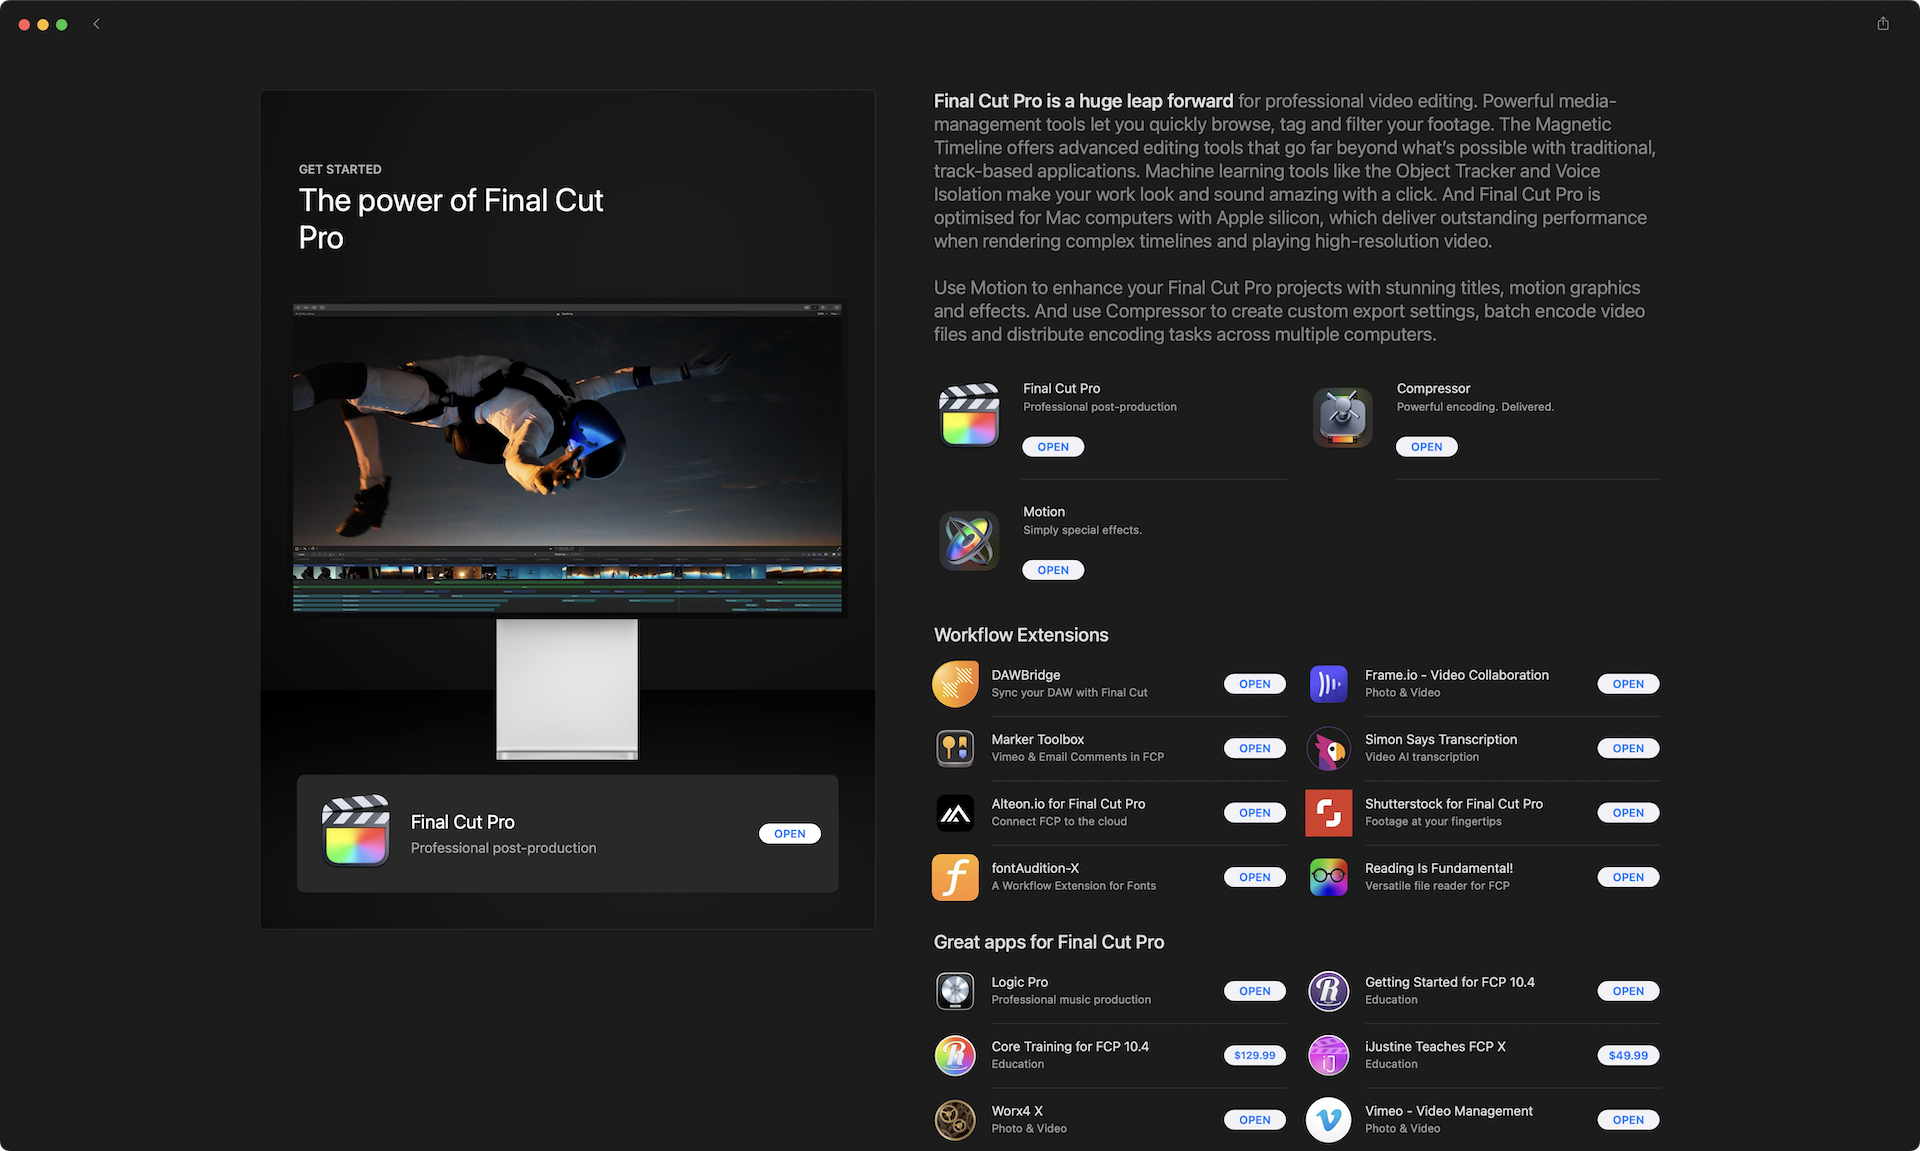 GET STARTED
The power of Final Cut
Pro
Final Cut Pro
Professional post-production
OPEN
Final Cut Pro is a huge leap forward for professional video editing. Powerful media-
management tools let you quickly browse, tag and filter your footage. The Magnetic
Timeline offers advanced editing tools that go far beyond what’s possible with traditional,
track-based applications. Machine learning tools like the Object Tracker and Voice
Isolation make your work look and sound amazing with a click. And Final Cut Pro is
optimised for Mac computers with Apple silicon, which deliver outstanding performance
when rendering complex timelines and playing high-resolution video.
Use Motion to enhance your Final Cut Pro projects with stunning titles, motion graphics
and effects. And use Compressor to create custom export settings, batch encode video
files and distribute encoding tasks across multiple computers.
Final Cut Pro
Professional post-production
OPEN
Compressor
Powerful encoding. Delivered.
OPEN
Motion
Simply special effects.
OPEN
Workflow Extensions
DAWBridge
Sync your DAW with Final Cut
OPEN
Frame.io - Video Collaboration
Photo & Video
OPEN
Marker Toolbox
Vimeo & Email Comments in FCP
OPEN
Simon Says Transcription
Video AI transcription
OPEN
Alteon.io for Final Cut Pro
Connect FCP to the cloud
OPEN
Shutterstock for Final Cut Pro
Footage at your fingertips
OPEN
fontAudition-X
A Workflow Extension for Fonts
OPEN
Reading Is Fundamental!
Versatile file reader for FCP
OPEN
Great apps for Final Cut Pro
Logic Pro
Professional music production
OPEN
Getting Started for FCP 10.4
Education
OPEN
Core Training for FCP 10.4
Education
$129.99
iJustine Teaches FCP X
Education
$49.99
Worx4 X
Photo & Video
OPEN
Vimeo - Video Management
Photo & Video
OPEN